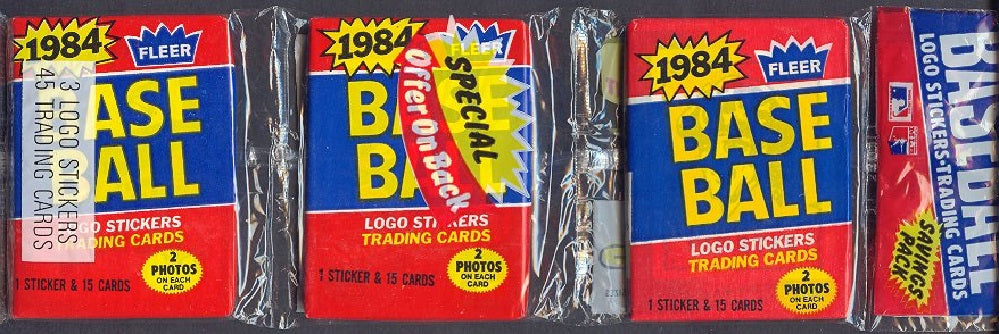 1984
FLEER
3 LOGO STICKERS
45 TRADING CARDS
BASE
BALL
LOGO STICKERS
TRADING CARDS
2
PHOTOS
ON EACH
CARD
1 STICKER & 15 CARDS
1984
FLEER
SPECIAL
Offer On Back
BASE
BALL
LOGO STICKERS
TRADING CARDS
2
PHOTOS
ON EACH
CARD
1 STICKER & 15 CARDS
1984
FLEER
BASE
BALL
LOGO STICKERS
TRADING CARDS
2
PHOTOS
ON EACH
CARD
1 STICKER & 15 CARDS
BASEBALL
LOGO STICKERS-TRADING CARDS
SAVINGS
PACK